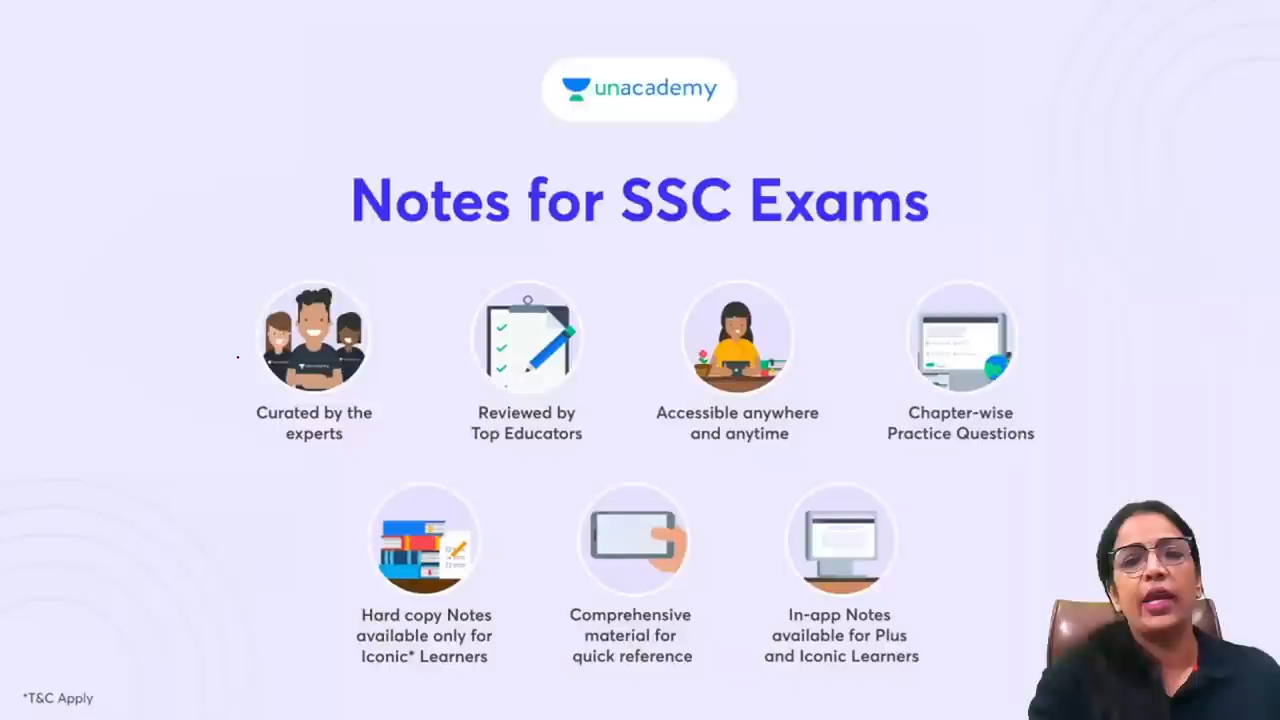 unacademy
Notes for SSC Exams
Curated by the
experts
Reviewed by
Top Educators
Accessible anywhere
and anytime
Chapter-wise
Practice Questions
Hard copy Notes
available only for
Iconic* Learners
Comprehensive
material for
quick reference
In-app Notes
available for Plus
and Iconic Learners
*T&C Apply